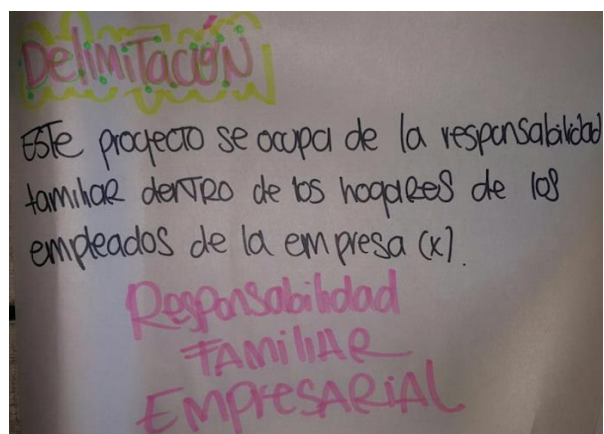 Delimitación
Este proyecto se ocupa de la responsabilidad
familiar dentro de los hogares de los
empleados de la empresa (x).
Responsabilidad
FAMiliAR
EMPresARiAL